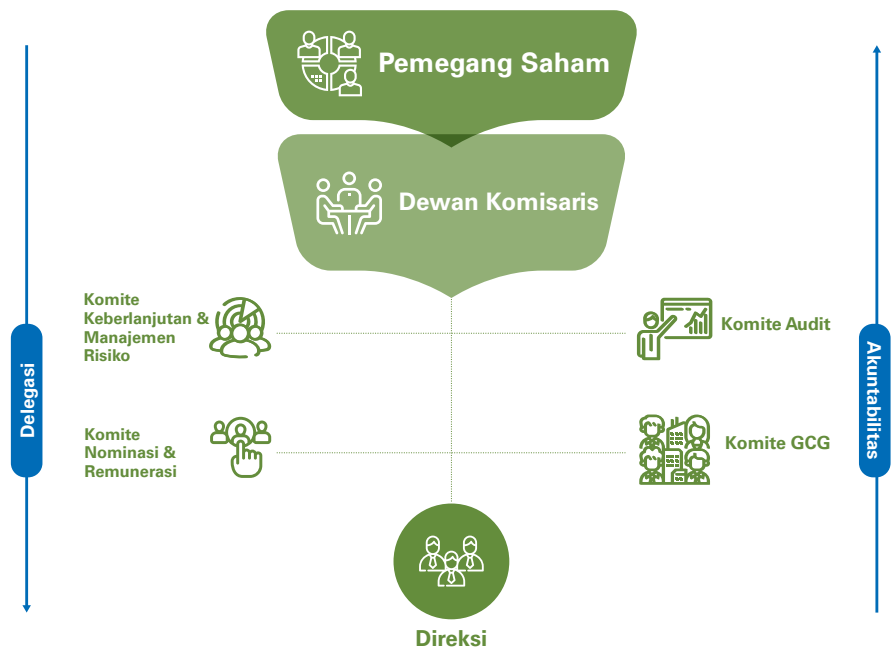 Pemegang Saham
Dewan Komisaris
Komite
Keberlanjutan &
Manajemen
Risiko
Komite Audit
Delegasi
Akuntabilitas
Komite
Nominasi &
Remunerasi
Komite GCG
Direksi